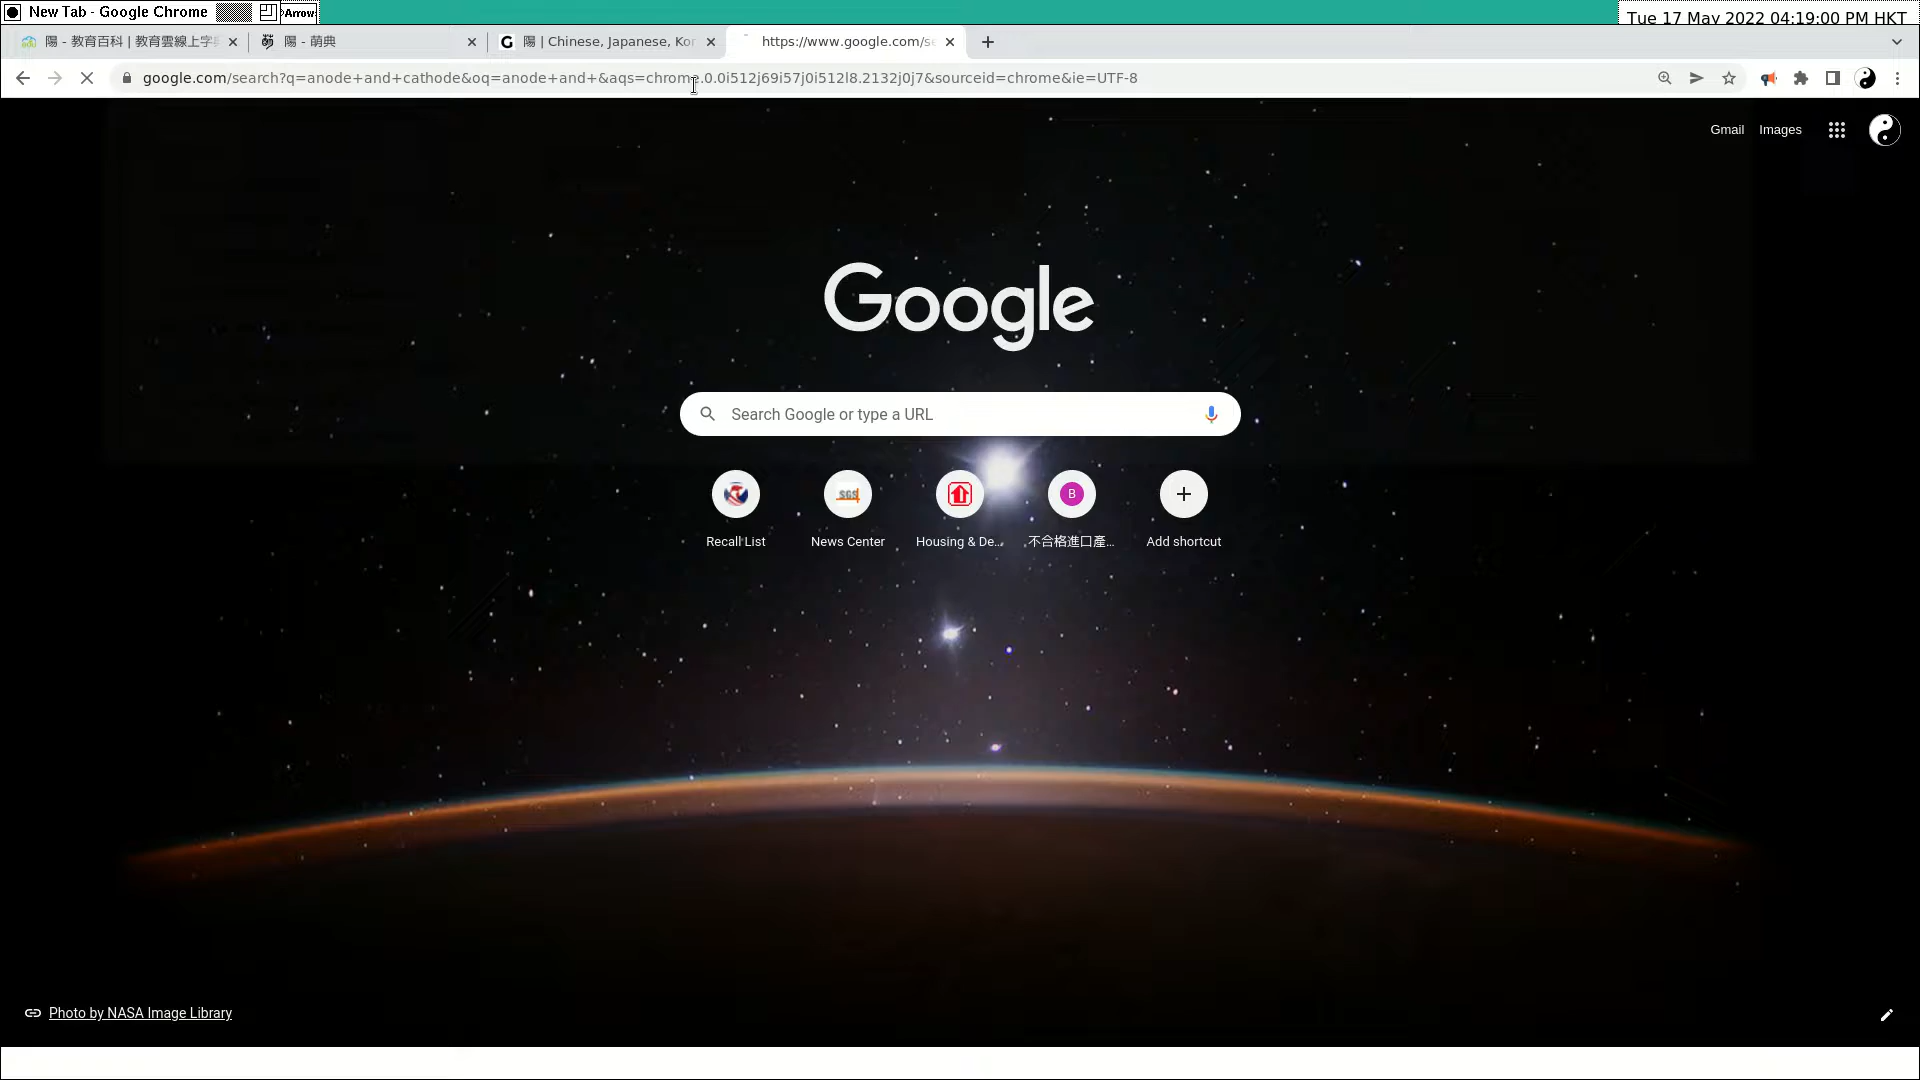 New Tab - Google Chrome
Arrow
Tue 17 May 2022 04:19:00 PM HKT
陽 - 教育百科 | 教育雲線上字
陽 - 萌典
陽 | Chinese, Japanese, Kor
https://www.google.com/se
google.com/search?q=anode+and+cathode&oq=anode+and+&aqs=chrome.0.0i512j69i57j0i512l8.2132j0j7&sourceid=chrome&ie=UTF-8
Gmail Images
Google
Search Google or type a URL
SGS
B
Recall List
News Center
Housing & De...
不合格進口產...
Add shortcut
Photo by NASA Image Library